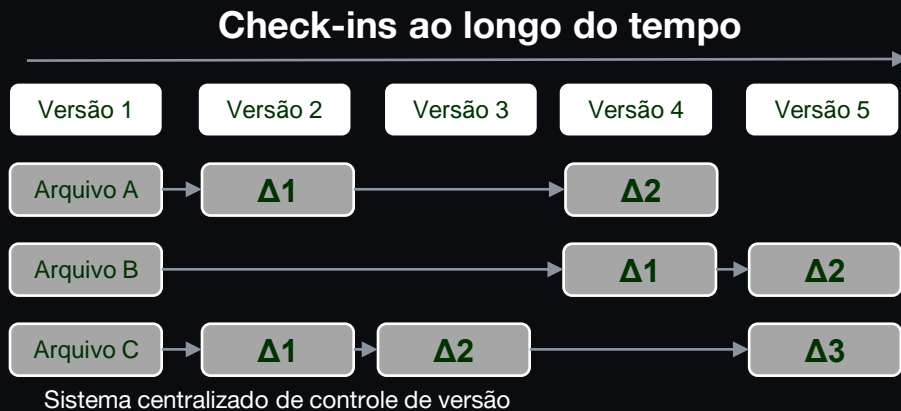 Check-ins ao longo do tempo
Versão 1 Versão 2 Versão 3 Versão 4 Versão 5
Arquivo A Δ1 Δ2
Arquivo B Δ1 Δ2
Arquivo C Δ1 Δ2 Δ3
Sistema centralizado de controle de versão